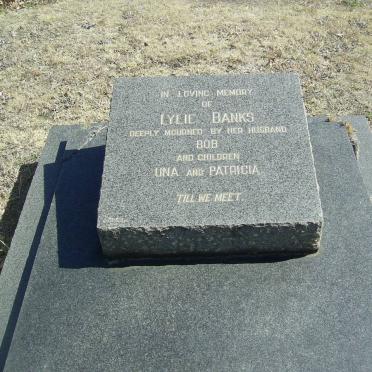 IN LOVING MEMORY
OF
LYLIE BANKS
DEEPLY MOURNED BY HER HUSBAND
BOB
AND CHILDREN
UNA AND PATRICIA
TILL WE MEET.